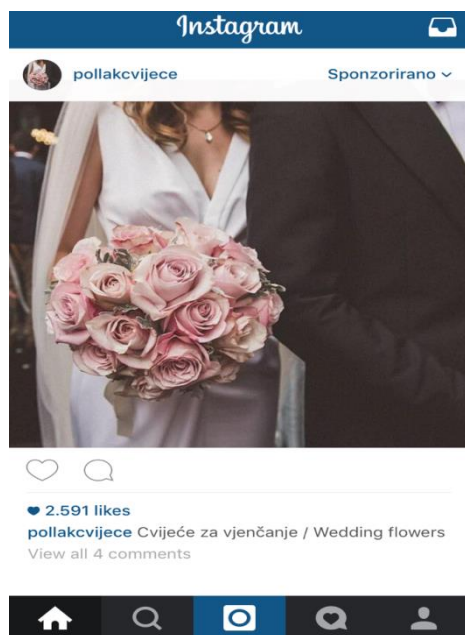 Instagram
pollakcvijece Sponzorirano
2.591 likes
pollakcvijece Cvijeće za vjenčanje / Wedding flowers
View all 4 comments